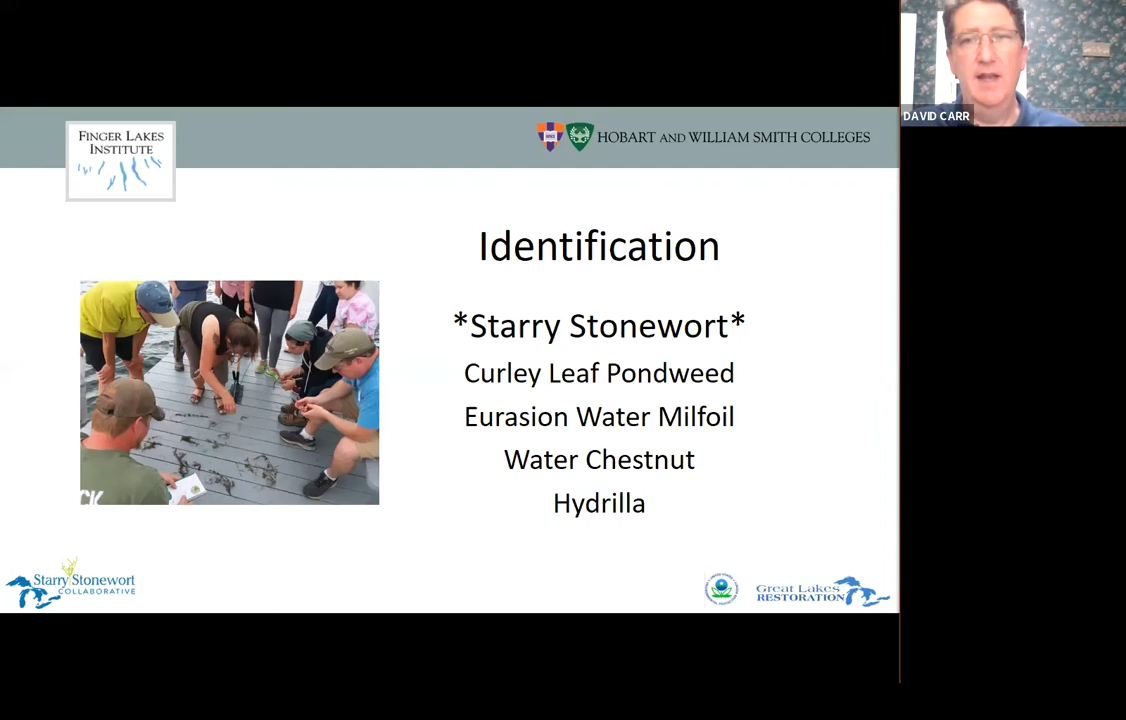 FINGER LAKES
INSTITUTE
HOBART AND WILLIAM SMITH COLLEGES
DAVID CARR
Identification
*Starry Stonewort*
Curley Leaf Pondweed
Eurasion Water Milfoil
Water Chestnut
Hydrilla
CK
Starry Stonewort
COLLABORATIVE
Great Lakes
RESTORATION